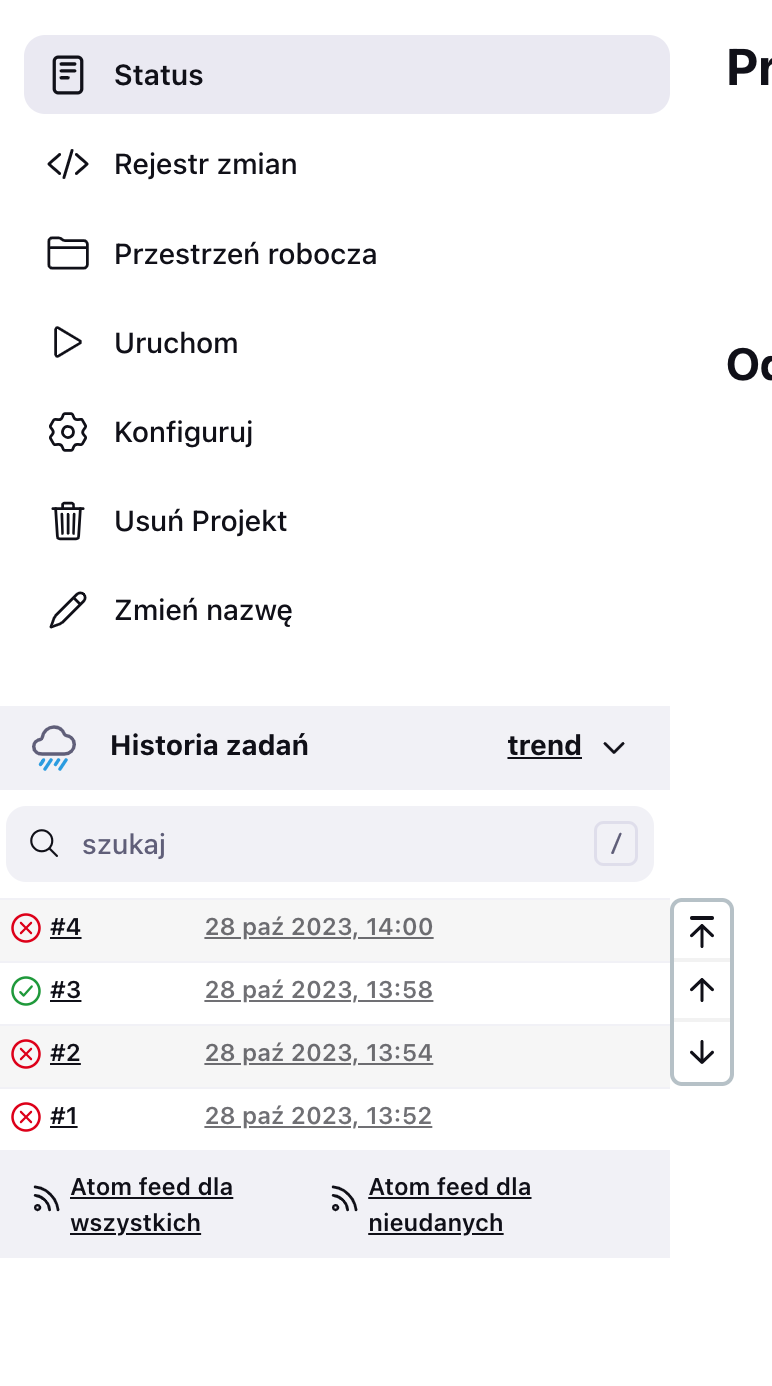 Status
Rejestr zmian
Przestrzeń robocza
Uruchom
Konfiguruj
Usuń Projekt
Zmień nazwę
Historia zadań trend
szukaj /
#4 28 paź 2023, 14:00
#3 28 paź 2023, 13:58
#2 28 paź 2023, 13:54
#1 28 paź 2023, 13:52
Atom feed dla
wszystkich
Atom feed dla
nieudanych